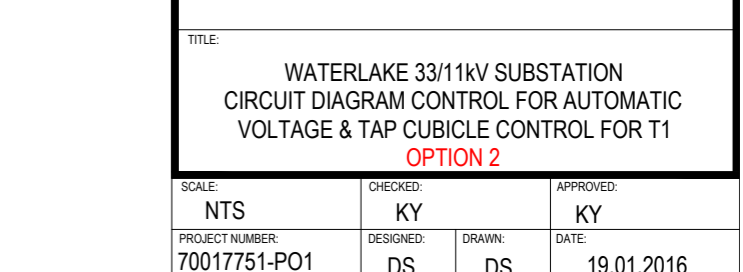 TITLE:
WATERLAKE 33/11kV SUBSTATION
CIRCUIT DIAGRAM CONTROL FOR AUTOMATIC
VOLTAGE & TAP CUBICLE CONTROL FOR T1
OPTION 2
SCALE: CHECKED: APPROVED:
NTS KY KY
PROJECT NUMBER: DESIGNED: DRAWN: DATE:
70017751-PO1 DS DS 19.01.2016